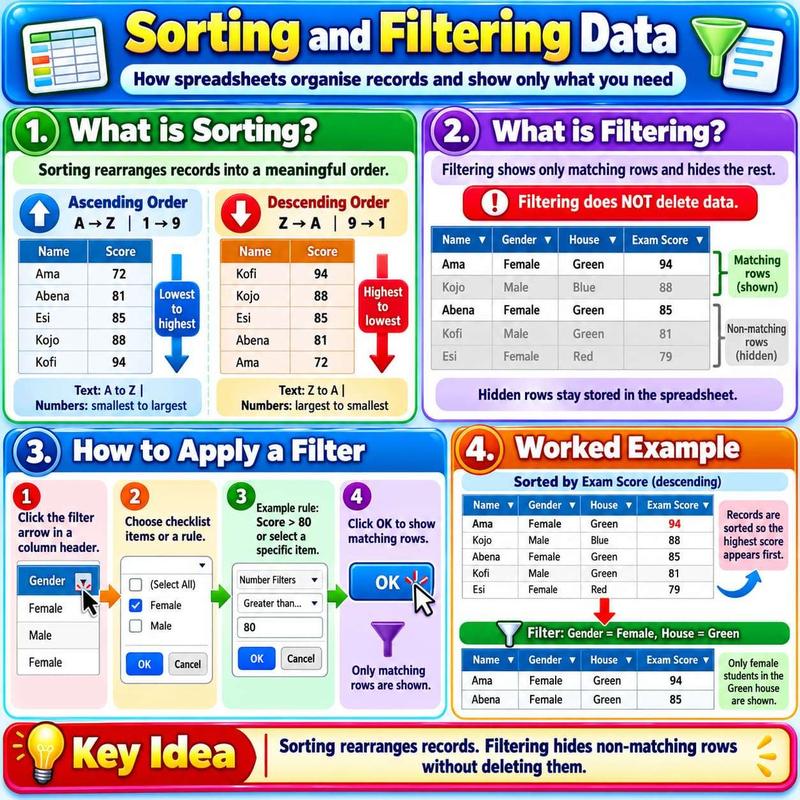 Sorting and Filtering Data
How spreadsheets organise records and show only what you need
1. What is Sorting?
Sorting rearranges records into a meaningful order.
Ascending Order
A → Z | 1 → 9
Name Score
Ama 72
Abena 81
Esi 85
Kojo 88
Kofi 94
Lowest
to
highest
Text: A to Z |
Numbers: smallest to largest
Descending Order
Z → A | 9 → 1
Name Score
Kofi 94
Kojo 88
Esi 85
Abena 81
Ama 72
Highest
to
lowest
Text: Z to A |
Numbers: largest to smallest
2. What is Filtering?
Filtering shows only matching rows and hides the rest.
! Filtering does NOT delete data.
Name ▼ Gender ▼ House ▼ Exam Score ▼
Ama Female Green 94
Kojo Male Blue 88
Abena Female Green 85
Kofi Male Green 81
Esi Female Red 79
Matching
rows
(shown)
Non-matching
rows
(hidden)
Hidden rows stay stored in the spreadsheet.
3. How to Apply a Filter
1
Click the filter
arrow in a
column header.
Gender ▼
Female
Male
Female
2
Choose checklist
items or a rule.
(Select All)
Female
Male
OK Cancel
3
Example rule:
Score > 80
or select a
specific item.
Number Filters ▼
Greater than... ▼
80
OK Cancel
4
Click OK to show
matching rows.
OK
Only matching
rows are shown.
4. Worked Example
Sorted by Exam Score (descending)
Name ▼ Gender ▼ House ▼ Exam Score ▼
Ama Female Green 94
Kojo Male Blue 88
Abena Female Green 85
Kofi Male Green 81
Esi Female Red 79
Records are
sorted so the
highest score
appears first.
Filter: Gender = Female, House = Green
Name ▼ Gender ▼ House ▼ Exam Score ▼
Ama Female Green 94
Abena Female Green 85
Only female
students in the
Green house
are shown.
Key Idea
Sorting rearranges records. Filtering hides non-matching rows
without deleting them.